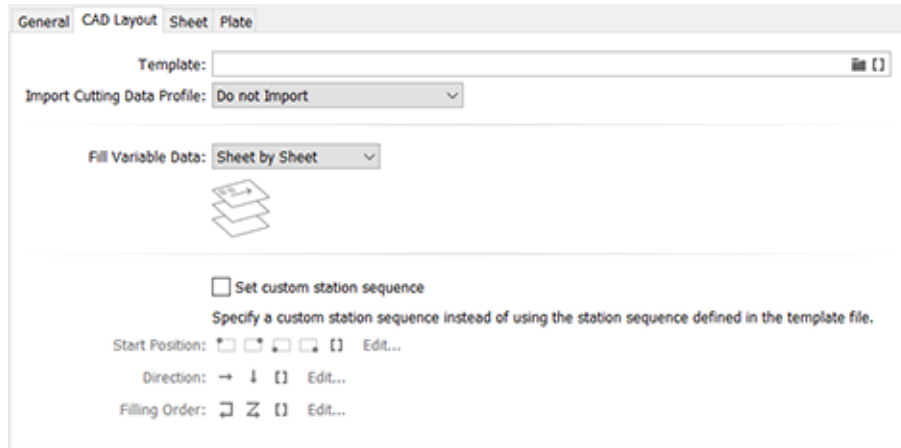 General CAD Layout Sheet Plate
Template: []
Import Cutting Data Profile: Do not Import
Fill Variable Data: Sheet by Sheet
Set custom station sequence
Specify a custom station sequence instead of using the station sequence defined in the template file.
Start Position: [] Edit...
Direction: → ↓ [] Edit...
Filling Order: [] Edit...